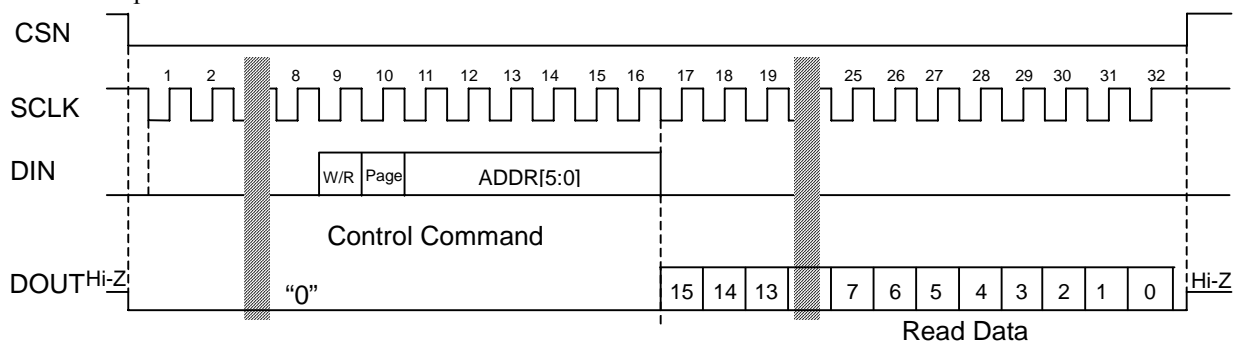 CSN
1 2 8 9 10 11 12 13 14 15 16 17 18 19 25 26 27 28 29 30 31 32
SCLK
DIN
W/R Page ADDR[5:0]
Control Command
DOUT Hi-Z "0" 15 14 13 7 6 5 4 3 2 1 0 Hi-Z
Read Data